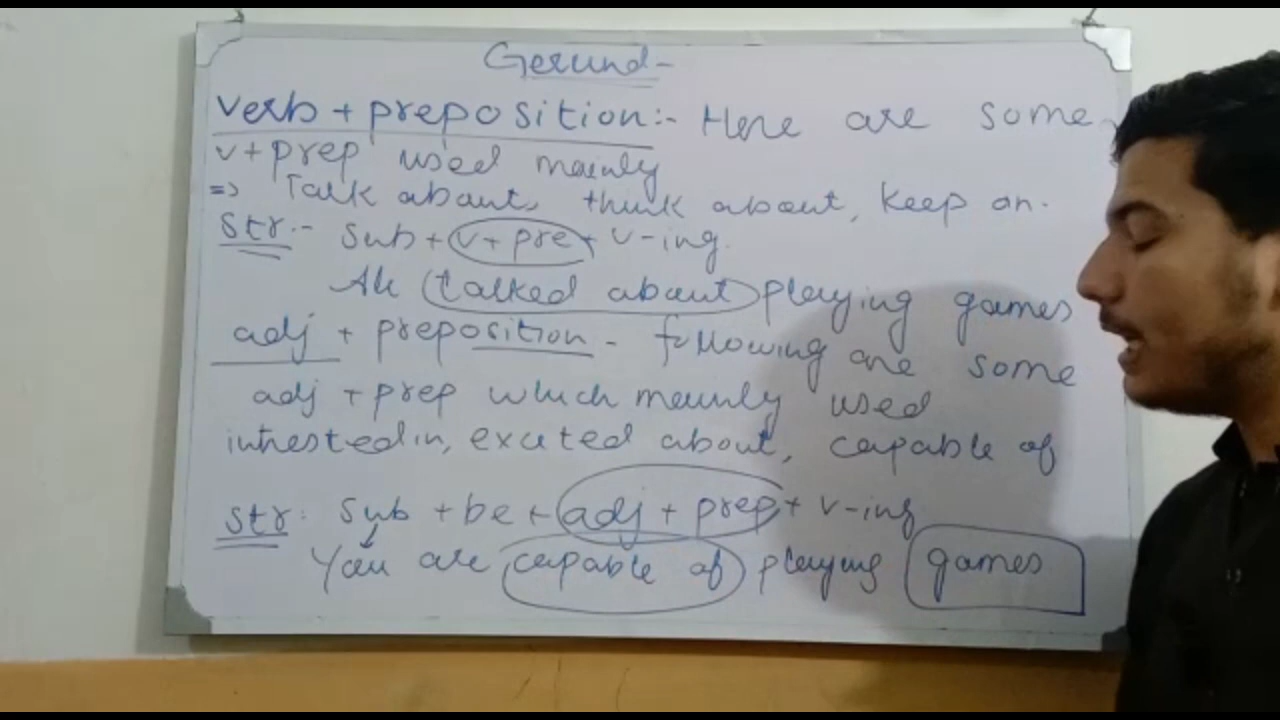 Gerund-
verb + preposition:- Here are some
v+prep used mainly
=> Talk about, think about, keep on.
Str.- Sub + v+pre + v-ing.
talked about playing games
adj + preposition - following are some
adj + prep which mainly used
intrested in, excited about, capable of
Str: Sub + be + adj + prep + v-ing
You are capable of playing games